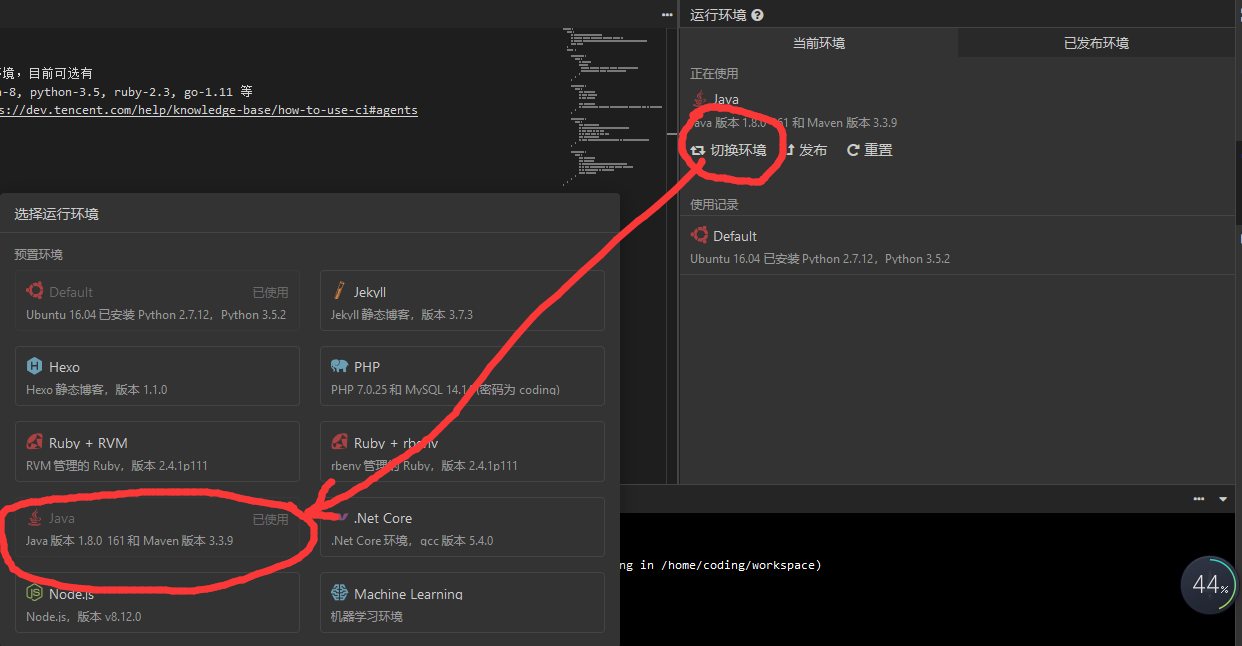 运行环境
当前环境
已发布环境
境，目前可选有
-8, python-3.5, ruby-2.3, go-1.11 等
s://dev.tencent.com/help/knowledge-base/how-to-use-ci#agents
正在使用
Java
Java 版本 1.8.0 161 和 Maven 版本 3.3.9
切换环境
发布
重置
使用记录
Default
Ubuntu 16.04 已安装 Python 2.7.12，Python 3.5.2
选择运行环境
预置环境
Default 已使用
Ubuntu 16.04 已安装 Python 2.7.12，Python 3.5.2
Jekyll
Jekyll 静态博客，版本 3.7.3
Hexo
Hexo 静态博客，版本 1.1.0
PHP
PHP 7.0.25 和 MySQL 14.14 (密码为 coding)
Ruby + RVM
RVM 管理的 Ruby，版本 2.4.1p111
Ruby + rbenv
rbenv 管理的 Ruby，版本 2.4.1p111
Java 已使用
Java 版本 1.8.0 161 和 Maven 版本 3.3.9
.Net Core
.Net Core 环境，gcc 版本 5.4.0
Node.js
Node.js，版本 v8.12.0
Machine Learning
机器学习环境
ng in /home/coding/workspace)
44%